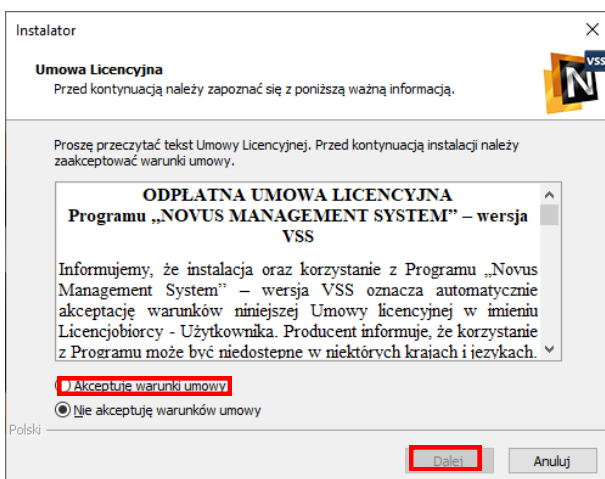 Instalator
Umowa Licencyjna
Przed kontynuacją należy zapoznać się z poniższą ważną informacją.
N VSS
Proszę przeczytać tekst Umowy Licencyjnej. Przed kontynuacją instalacji należy
zaakceptować warunki umowy.
ODPŁATNA UMOWA LICENCYJNA
Programu „NOVUS MANAGEMENT SYSTEM” – wersja
VSS
Informujemy, że instalacja oraz korzystanie z Programu „Novus
Management System” – wersja VSS oznacza automatycznie
akceptację warunków niniejszej Umowy licencyjnej w imieniu
Licencjobiorcy - Użytkownika. Producent informuje, że korzystanie
z Programu może być niedostępne w niektórych krajach i językach.
Akceptuję warunki umowy
Nie akceptuję warunków umowy
Polski
Dalej
Anuluj